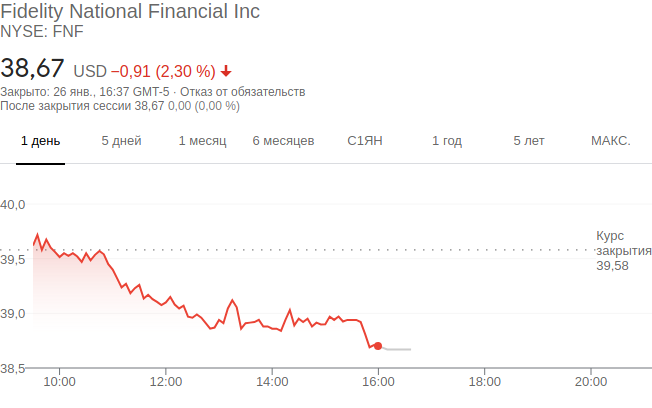 Fidelity National Financial Inc
NYSE: FNF
38,67 USD −0,91 (2,30 %)
Закрыто: 26 янв., 16:37 GMT-5 · Отказ от обязательств
После закрытия сессии 38,67 0,00 (0,00 %)
1 день 5 дней 1 месяц 6 месяцев С1ЯН 1 год 5 лет МАКС.
40,0
Курс
закрытия
39,58
39,5
39,0
38,5
10:00 12:00 14:00 16:00 18:00 20:00